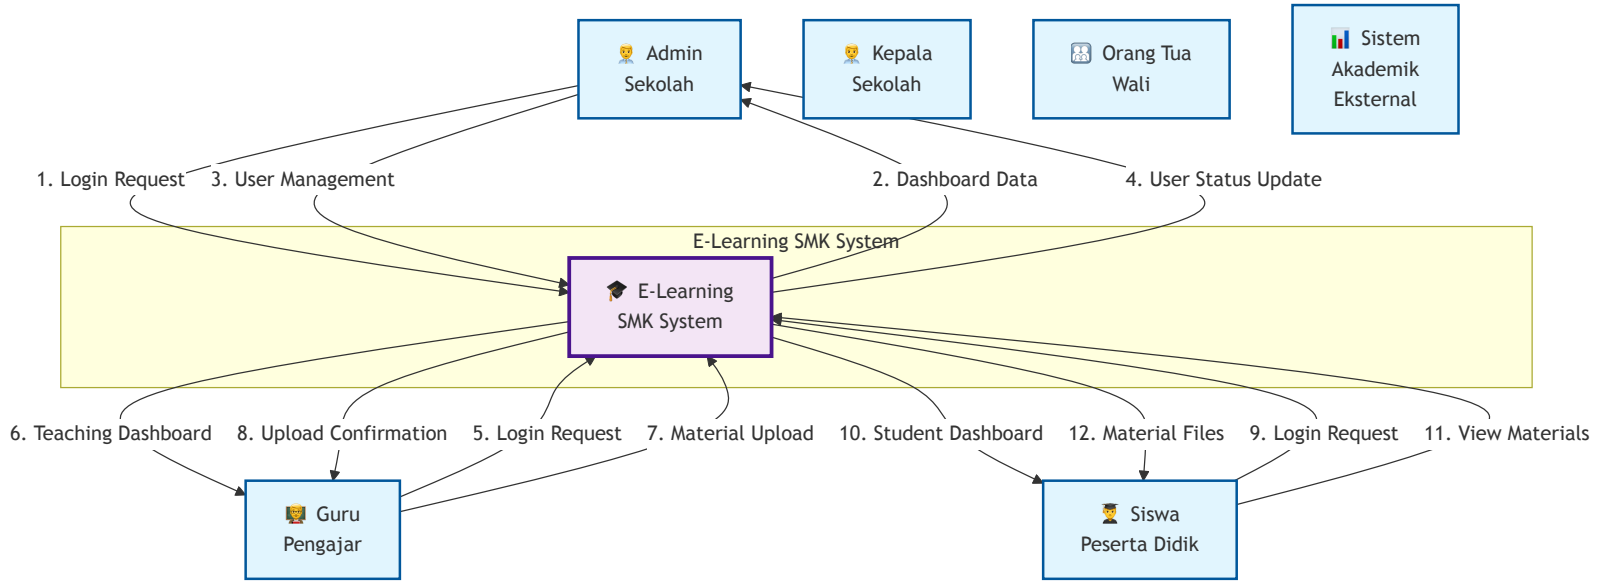 Admin
Sekolah
Kepala
Sekolah
Orang Tua
Wali
Sistem
Akademik
Eksternal
1. Login Request
3. User Management
2. Dashboard Data
4. User Status Update
E-Learning SMK System
E-Learning
SMK System
6. Teaching Dashboard
8. Upload Confirmation
5. Login Request
7. Material Upload
10. Student Dashboard
12. Material Files
9. Login Request
11. View Materials
Guru
Pengajar
Siswa
Peserta Didik